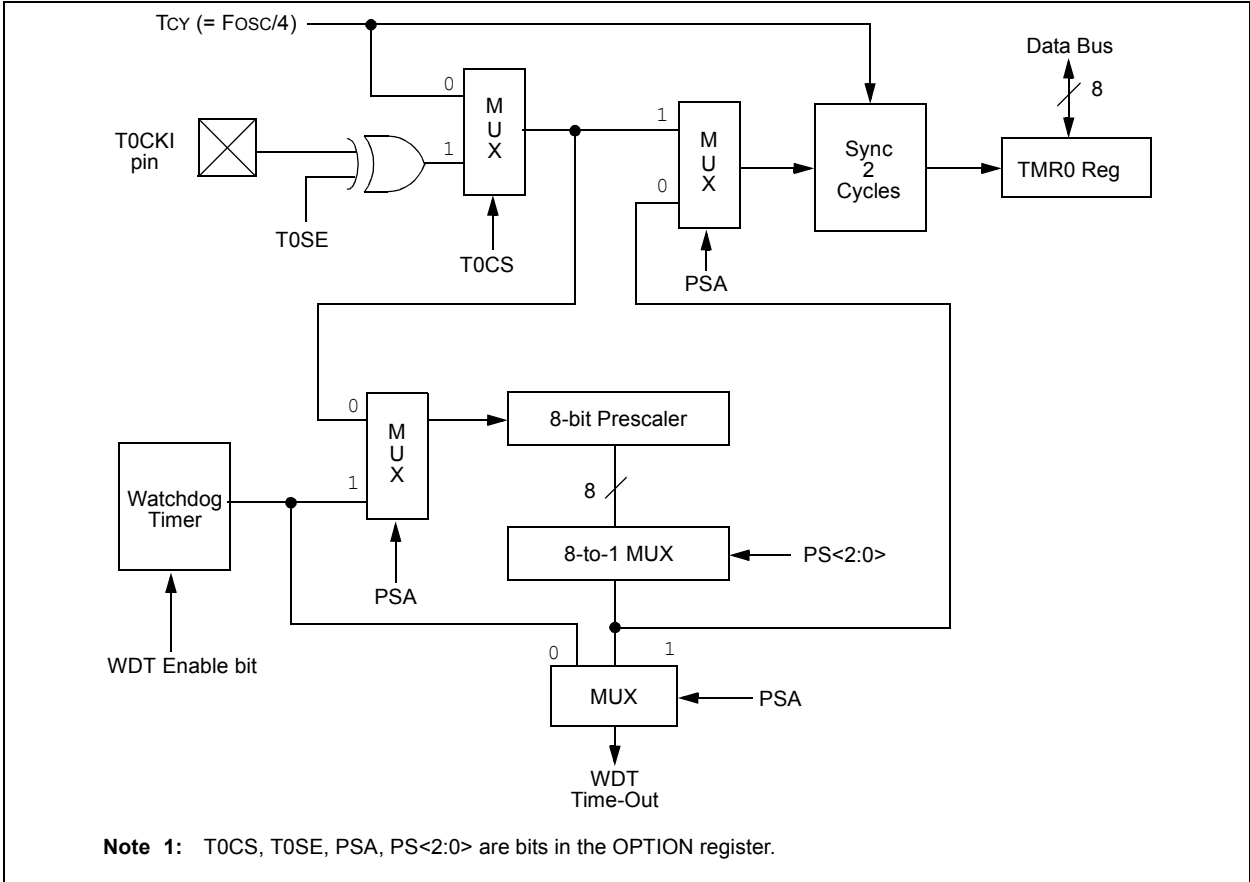 TCY (= FOSC/4)
Data Bus
8
0
M
U
X
1
T0CKI
pin
1
T0SE
T0CS
M
U
X
0
PSA
Sync
2
Cycles
TMR0 Reg
0
M
U
X
1
PSA
8-bit Prescaler
8
8-to-1 MUX
PS<2:0>
Watchdog
Timer
WDT Enable bit
0
1
MUX
PSA
WDT
Time-Out
Note 1: T0CS, T0SE, PSA, PS<2:0> are bits in the OPTION register.